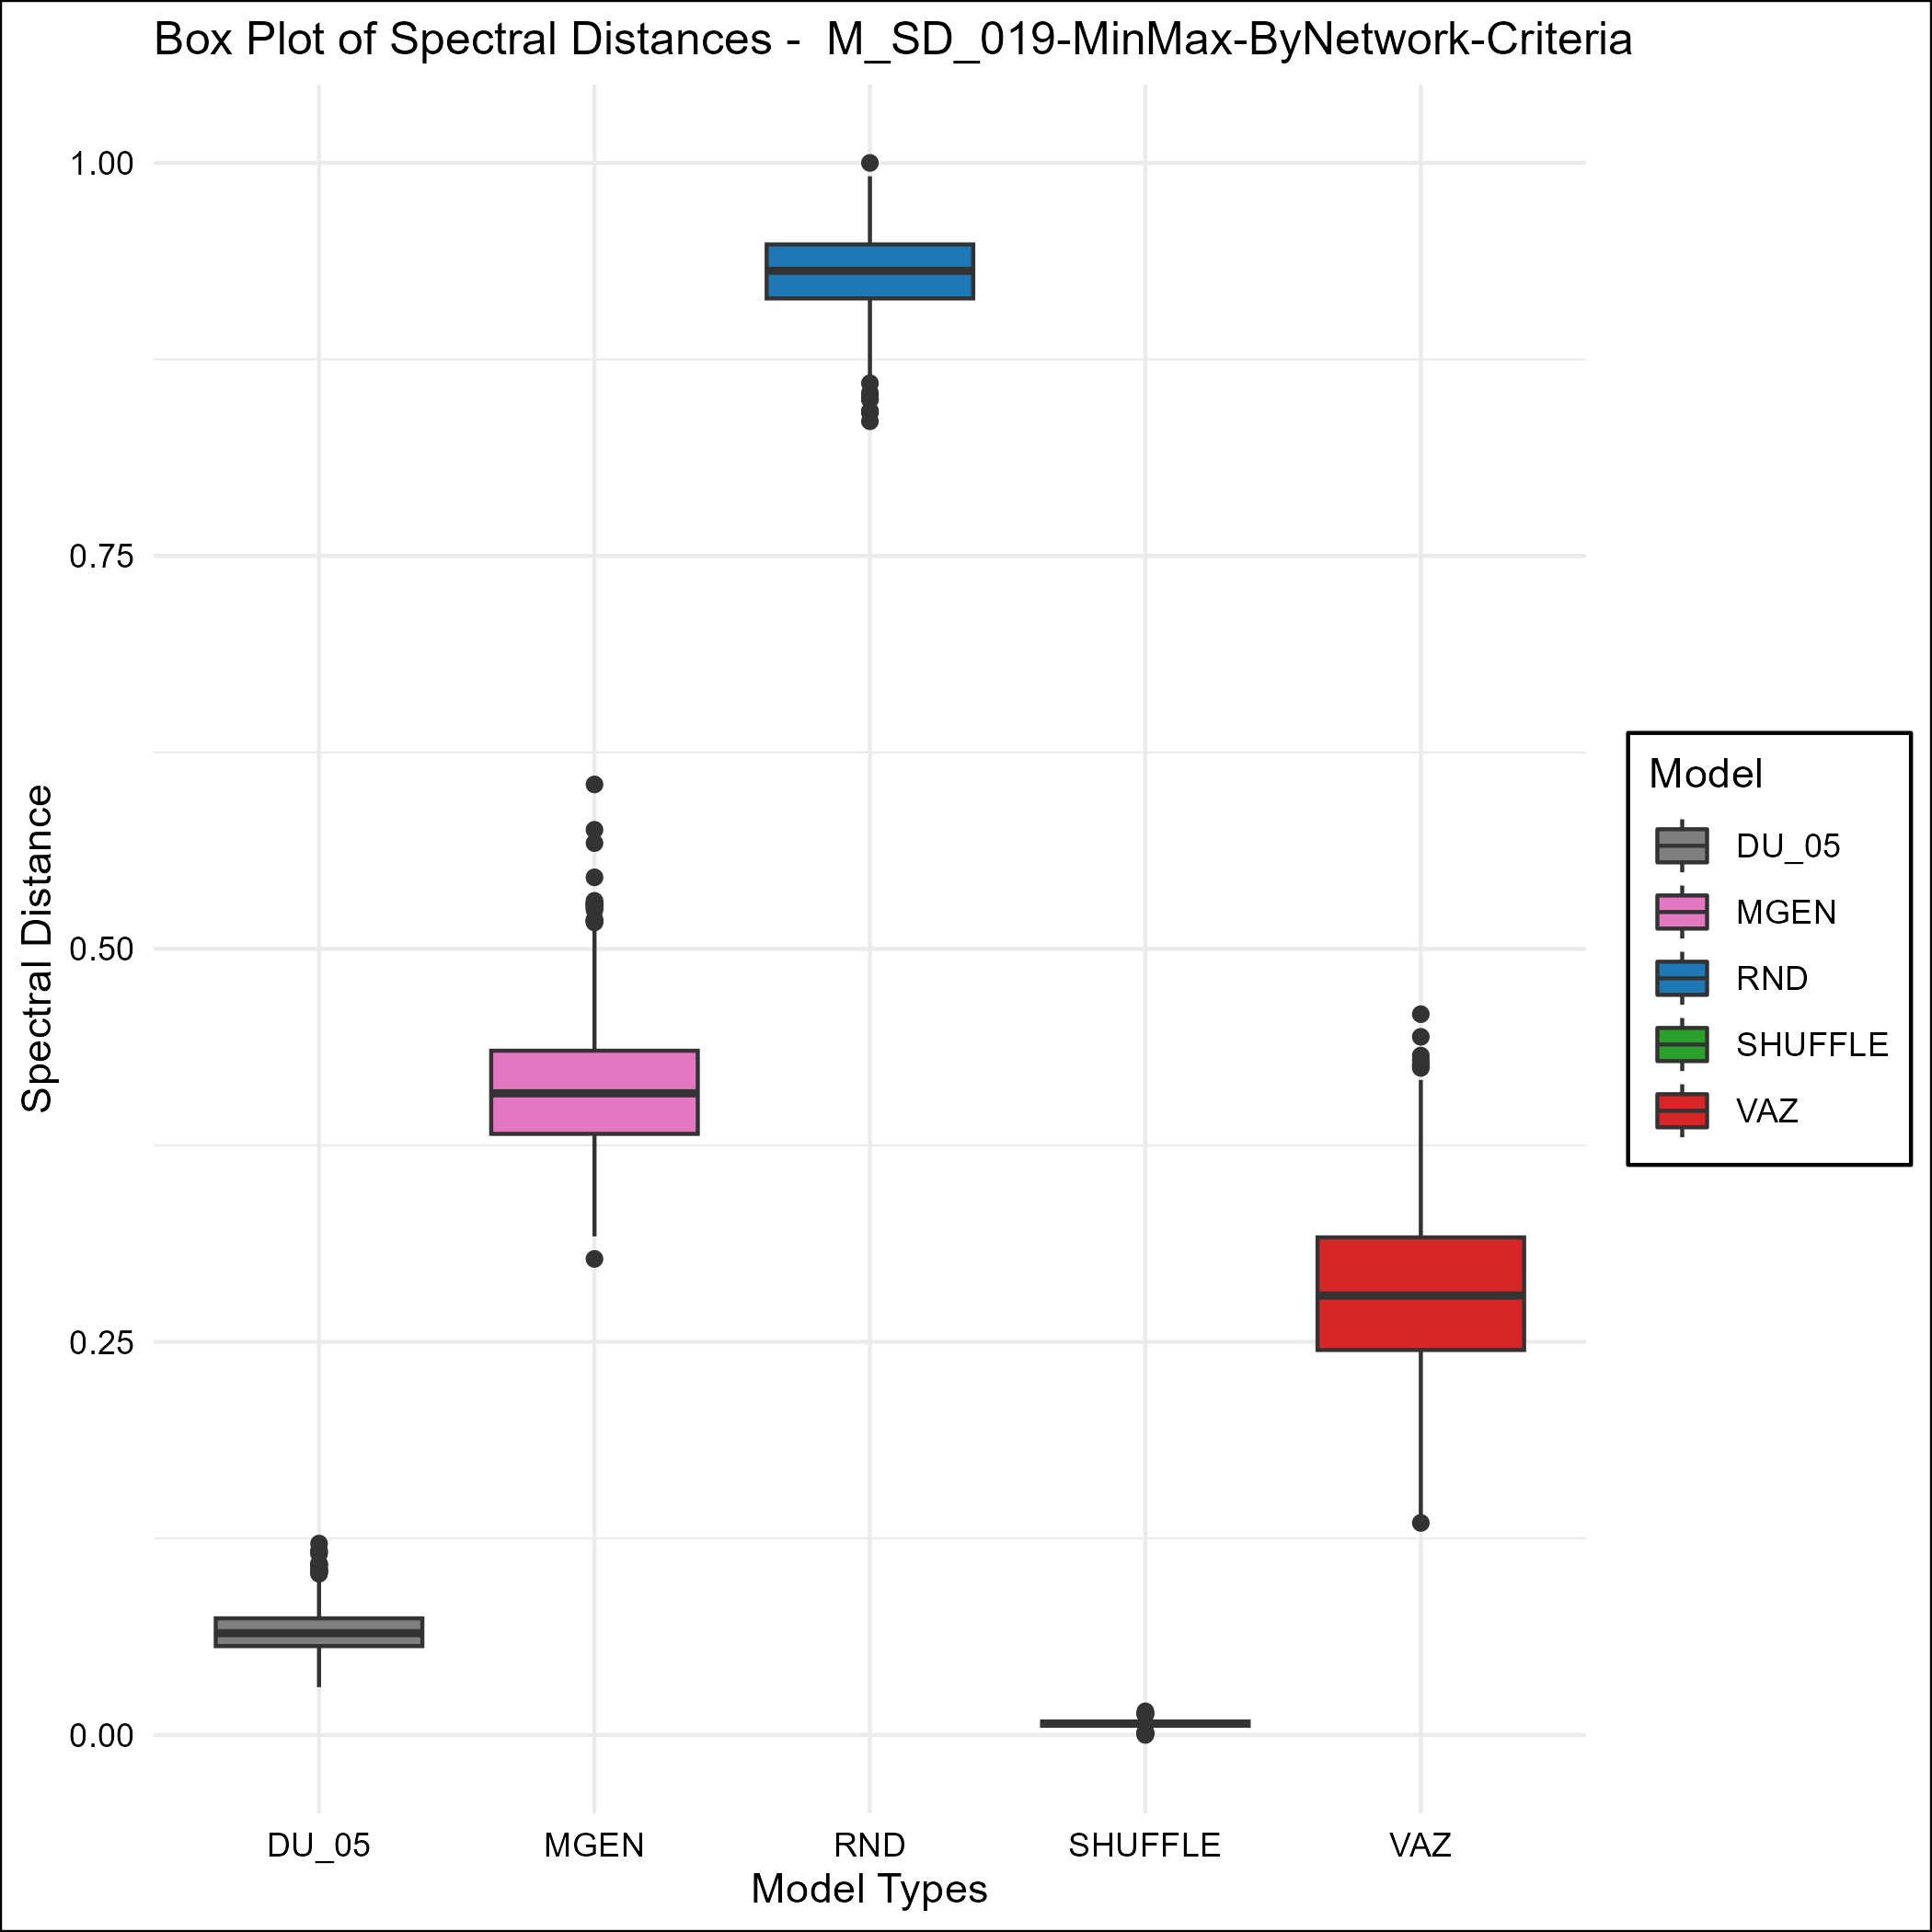 Box Plot of Spectral Distances -  M_SD_019-MinMax-ByNetwork-Criteria
1.00
0.75
0.50
0.25
0.00
Spectral Distance
DU_05
MGEN
RND
SHUFFLE
VAZ
Model Types
Model
DU_05
MGEN
RND
SHUFFLE
VAZ